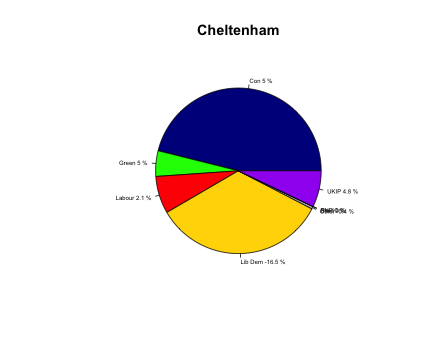 Cheltenham
Con 5 %
Green 5 %
UKIP 4.8 %
Labour 2.1 %
Lib Dem -16.5 %